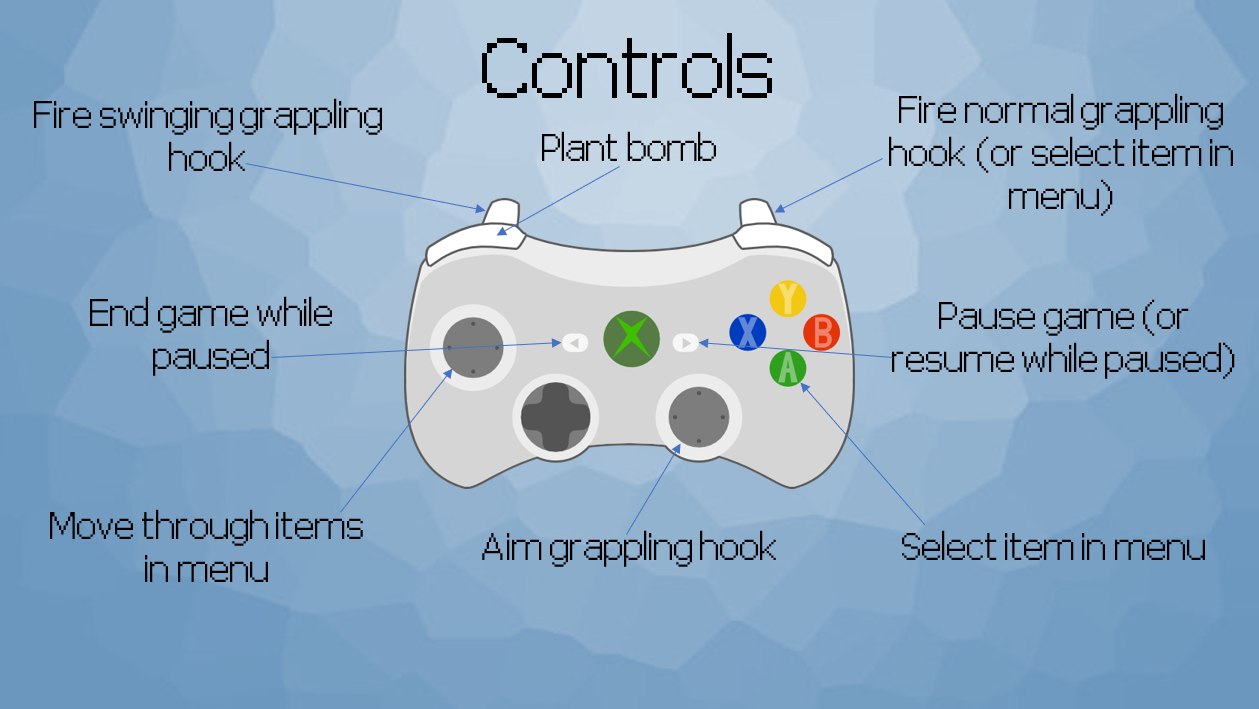 Controls
Fire swinging grappling
hook
Plant bomb
Fire normal grappling
hook (or select item in
menu)
End game while
paused
Y
X
B
A
Pause game (or
resume while paused)
Move through items
in menu
Aim grappling hook
Select item in menu